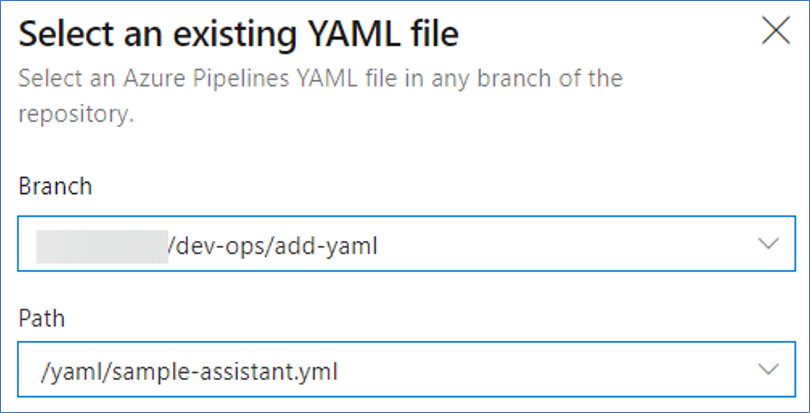 Select an existing YAML file
Select an Azure Pipelines YAML file in any branch of the
repository.
Branch
/dev-ops/add-yaml
Path
/yaml/sample-assistant.yml